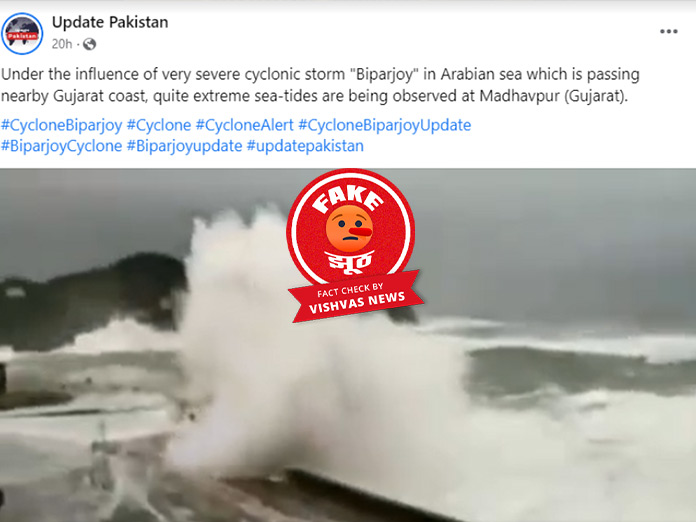 Update Pakistan
20h ·
Under the influence of very severe cyclonic storm "Biparjoy" in Arabian sea which is passing
nearby Gujarat coast, quite extreme sea-tides are being observed at Madhavpur (Gujarat).
#CycloneBiparjoy #Cyclone #CycloneAlert #CycloneBiparjoyUpdate
#BiparjoyCyclone #Biparjoyupdate #updatepakistan
Pakistan
FAKE
झूठ
FACT CHECK BY
VISHVAS NEWS